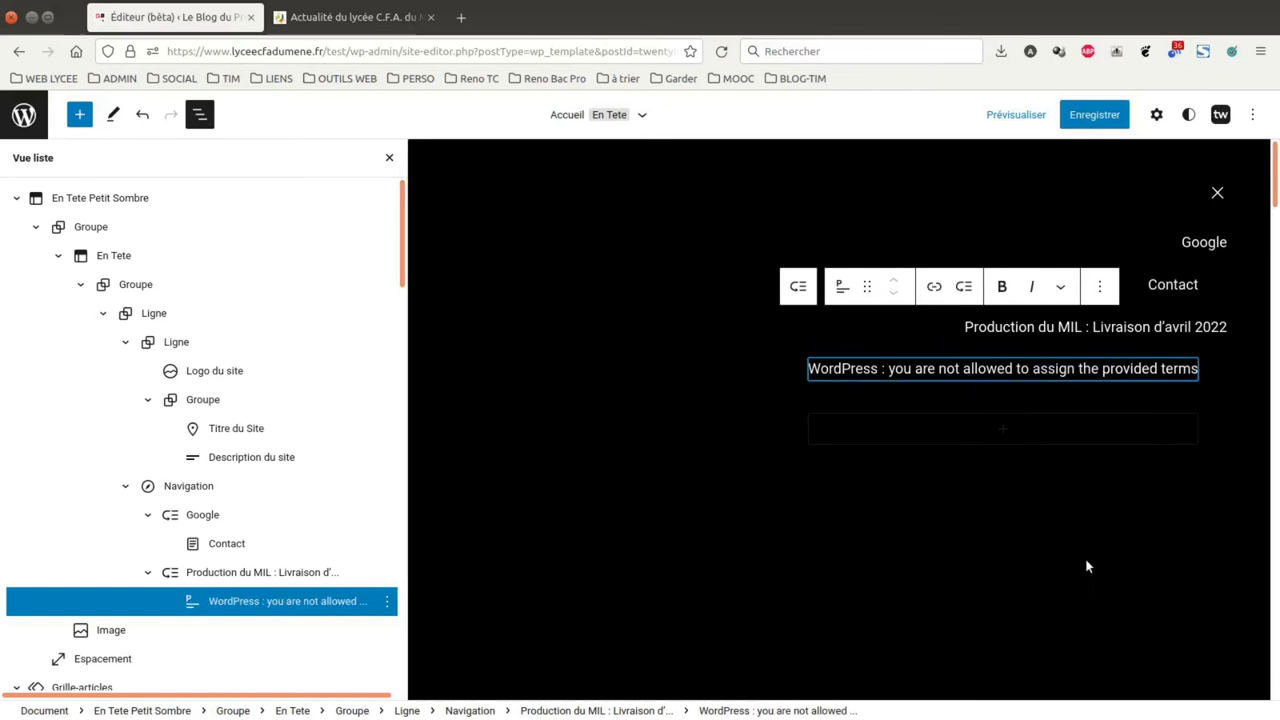 Éditeur (bêta) ‹ Le Blog du P
Actualité du lycée C.F.A. du M
https://www.lyceecfadumene.fr/test/wp-admin/site-editor.php?postType=wp_template&postId=twenty
Rechercher
36
ABP
WEB LYCEE
ADMIN
SOCIAL
TIM
LIENS
OUTILS WEB
PERSO
Reno TC
Reno Bac Pro
à trier
Garder
MOOC
BLOG-TIM
Accueil
En Tete
Prévisualiser
Enregistrer
tw
Vue liste
En Tete Petit Sombre
Groupe
En Tete
Groupe
Ligne
Ligne
Logo du site
Groupe
Titre du Site
Description du site
Navigation
Google
Contact
Production du MIL : Livraison d’...
WordPress : you are not allowed ...
Image
Espacement
Grille-articles
Google
B I
Contact
Production du MIL : Livraison d’avril 2022
WordPress : you are not allowed to assign the provided terms
Document
En Tete Petit Sombre
Groupe
En Tete
Groupe
Ligne
Navigation
Production du MIL : Livraison d’...
WordPress : you are not allowed ...